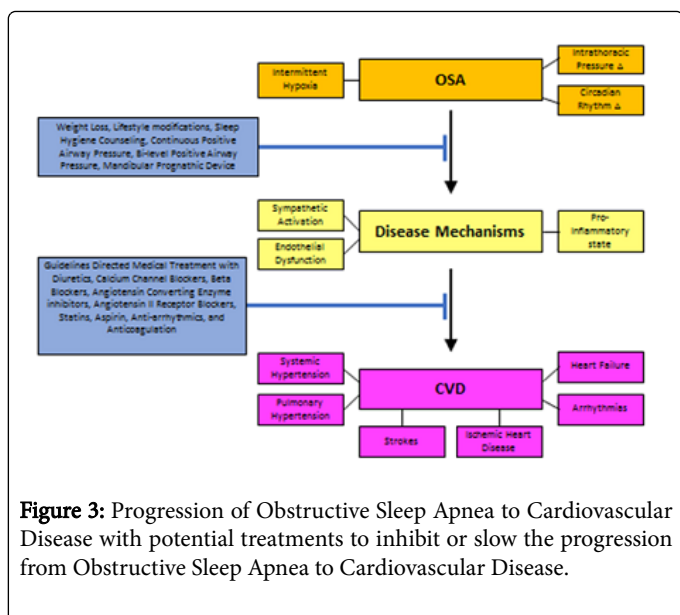 Intermittent
Hypoxia
OSA
Intrathoracic
Pressure Δ
Circadian
Rhythm Δ
Weight Loss, Lifestyle modifications, Sleep
Hygiene Counseling, Continuous Positive
Airway Pressure, Bi-level Positive Airway
Pressure, Mandibular Prognathic Device
Sympathetic
Activation
Endothelial
Dysfunction
Disease Mechanisms
Pro-
Inflammatory
state
Guidelines Directed Medical Treatment with
Diuretics, Calcium Channel Blockers, Beta
Blockers, Angiotensin Converting Enzyme
inhibitors, Angiotensin II Receptor Blockers,
Statins, Aspirin, Anti-arrhythmics, and
Anticoagulation
Systemic
Hypertension
Pulmonary
Hypertension
CVD
Heart Failure
Arrhythmias
Strokes
Ischemic Heart
Disease
Figure 3: Progression of Obstructive Sleep Apnea to Cardiovascular
Disease with potential treatments to inhibit or slow the progression
from Obstructive Sleep Apnea to Cardiovascular Disease.